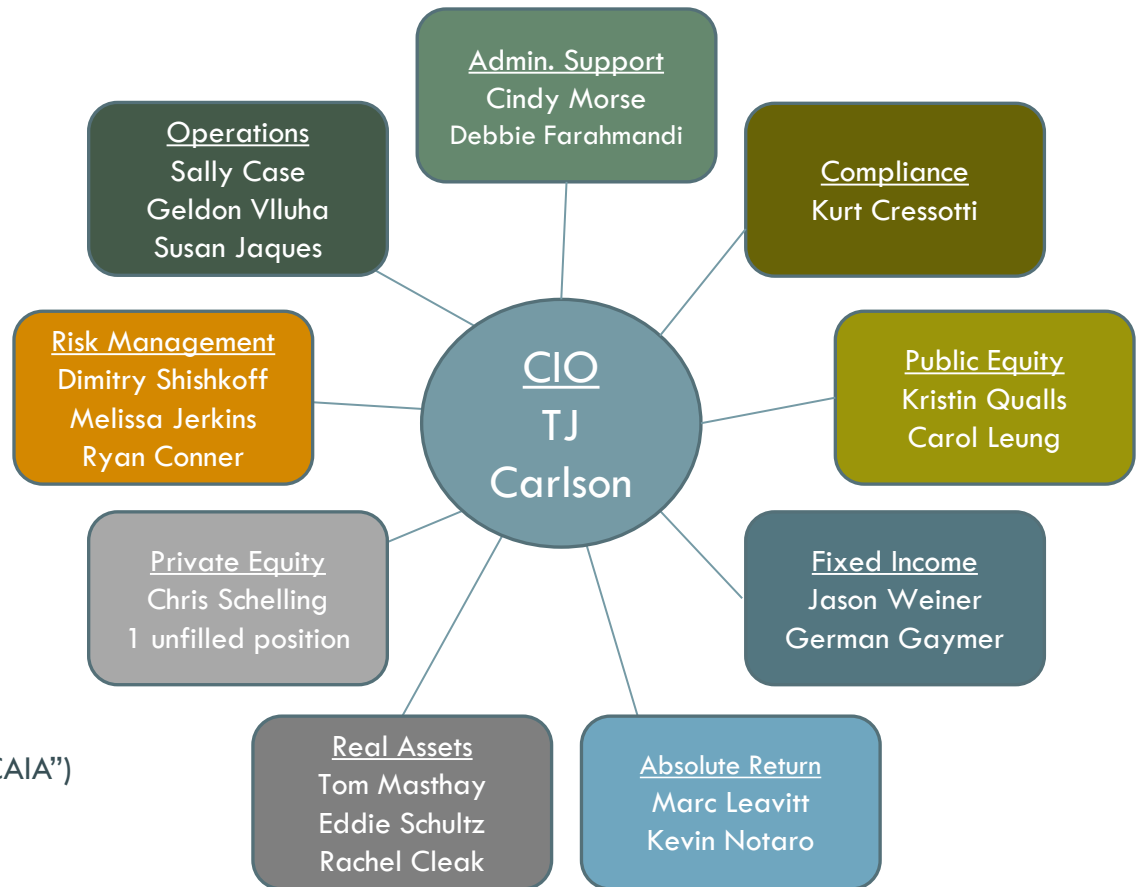 Admin. Support
Cindy Morse
Debbie Farahmandi
Operations
Sally Case
Geldon Vlluha
Susan Jaques
Compliance
Kurt Cressotti
Risk Management
Dimitry Shishkoff
Melissa Jerkins
Ryan Conner
CIO
TJ
Carlson
Public Equity
Kristin Qualls
Carol Leung
Private Equity
Chris Schelling
1 unfilled position
Fixed Income
Jason Weiner
German Gaymer
Real Assets
Tom Masthay
Eddie Schultz
Rachel Cleak
Absolute Return
Marc Leavitt
Kevin Notaro
CAIA”)